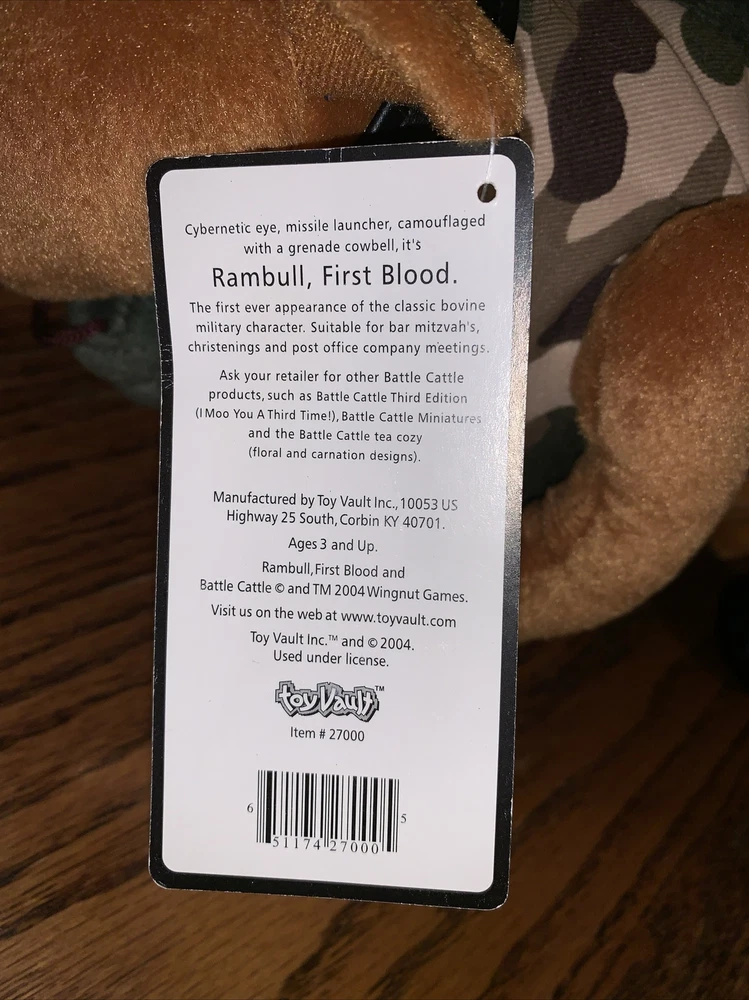 Cybernetic eye, missile launcher, camouflaged
with a grenade cowbell, it's
Rambull, First Blood.
The first ever appearance of the classic bovine
military character. Suitable for bar mitzvah's,
christenings and post office company meetings.
Ask your retailer for other Battle Cattle
products, such as Battle Cattle Third Edition
(I Moo You A Third Time!), Battle Cattle Miniatures
and the Battle Cattle tea cozy
(floral and carnation designs).
Manufactured by Toy Vault Inc., 10053 US
Highway 25 South, Corbin KY 40701.
Ages 3 and Up.
Rambull, First Blood and
Battle Cattle © and TM 2004 Wingnut Games.
Visit us on the web at www.toyvault.com
Toy Vault Inc.™ and © 2004.
Used under license.
toyVault™
Item # 27000
6 51174 27000 5